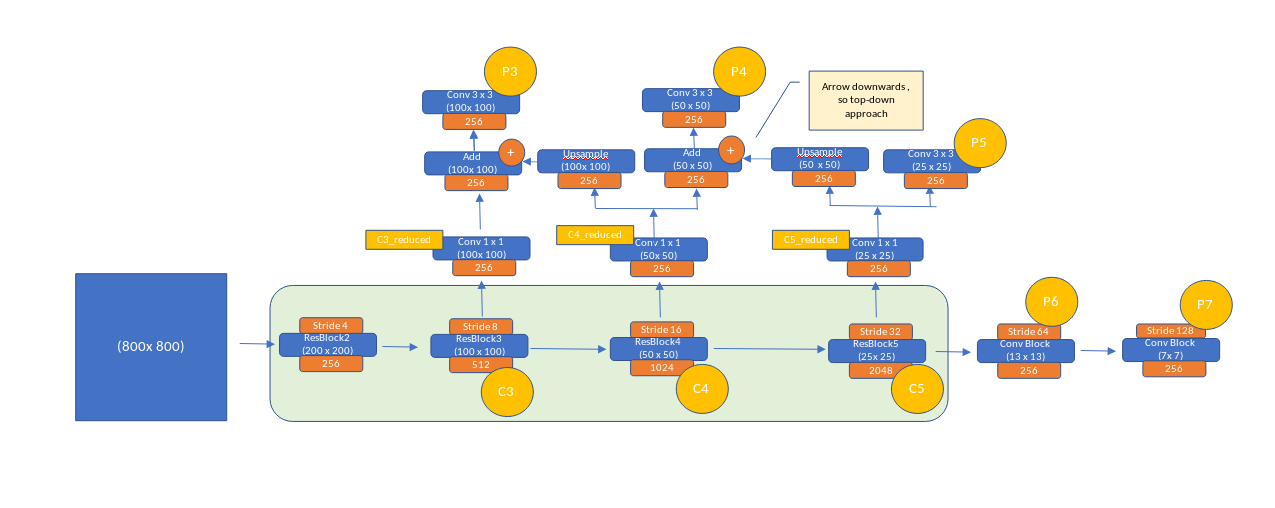 P3
P4
Conv 3 x 3
(100x 100)
256
Conv 3 x 3
(50 x 50)
256
Arrow downwards ,
so top-down
approach
P5
Add
(100x 100)
256
+
Upsample
(100x 100)
256
Add
(50 x 50)
256
+
Upsample
(50 x 50)
256
Conv 3 x 3
(25 x 25)
256
C3_reduced
Conv 1 x 1
(100x 100)
256
C4_reduced
Conv 1 x 1
(50x 50)
256
C5_reduced
Conv 1 x 1
(25 x 25)
256
(800x 800)
Stride 4
ResBlock2
(200 x 200)
256
Stride 8
ResBlock3
(100 x 100)
512
C3
Stride 16
ResBlock4
(50 x 50)
1024
C4
Stride 32
ResBlock5
(25x 25)
2048
C5
P6
Stride 64
Conv Block
(13 x 13)
256
P7
Stride 128
Conv Block
(7x 7)
256